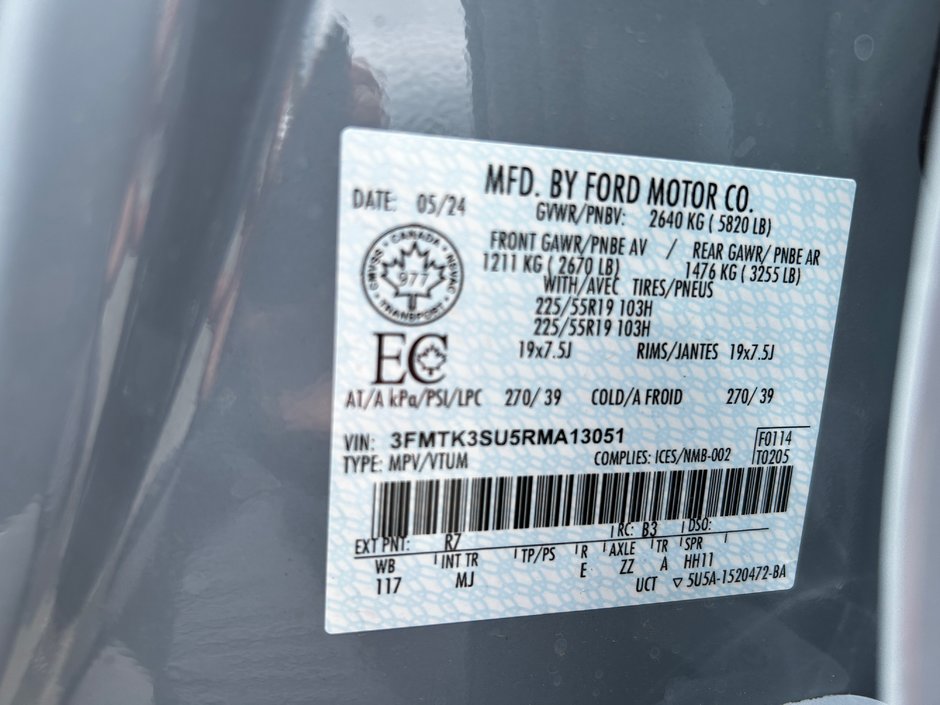 MFD. BY FORD MOTOR CO.
DATE: 05/24
GVWR/PNBV: 2640 KG ( 5820 LB)
FRONT GAWR/PNBE AV / REAR GAWR/ PNBE AR
1211 KG ( 2670 LB) 1476 KG ( 3255 LB)
WITH/AVEC TIRES/PNEUS
225/55R19 103H
225/55R19 103H
19x7.5J RIMS/JANTES 19x7.5J
CANADA
977
TRANSPORT
EC
AT/A kPa/PSI/LPC 270/ 39 COLD/A FROID 270/ 39
VIN: 3FMTK3SU5RMA13051
F0114
TYPE: MPV/VTUM COMPLIES: ICES/NMB-002
T0205
EXT PNT: R7 RC: B3 DSO:
WB INT TR TP/PS R AXLE TR SPR
117 MJ E ZZ A HH11
UCT ▽ 5U5A-1520472-BA